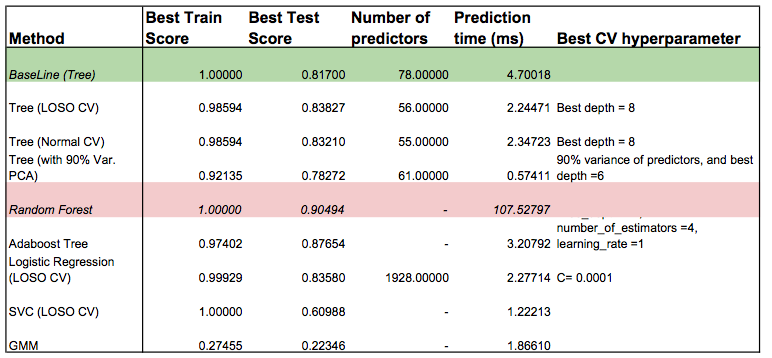 Method Best Train Score Best Test Score Number of predictors Prediction time (ms) Best CV hyperparameter
BaseLine (Tree) 1.00000 0.81700 78.00000 4.70018
Tree (LOSO CV) 0.98594 0.83827 56.00000 2.24471 Best depth = 8
Tree (Normal CV) 0.98594 0.83210 55.00000 2.34723 Best depth = 8
Tree (with 90% Var. PCA) 0.92135 0.78272 61.00000 0.57411 90% variance of predictors, and best depth =6
Random Forest 1.00000 0.90494 - 107.52797
Adaboost Tree 0.97402 0.87654 - 3.20792 number_of_estimators =4, learning_rate =1
Logistic Regression (LOSO CV) 0.99929 0.83580 1928.00000 2.27714 C= 0.0001
SVC (LOSO CV) 1.00000 0.60988 - 1.22213
GMM 0.27455 0.22346 - 1.86610